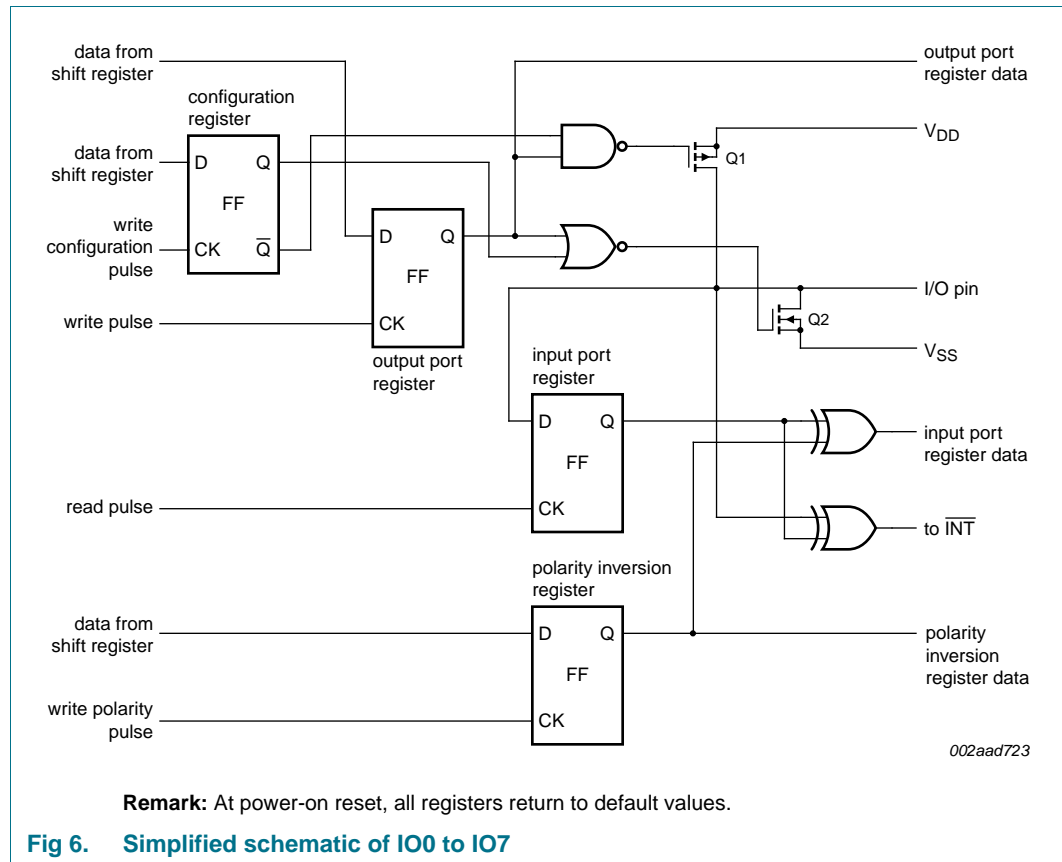 data from
shift register
output port
register data
configuration
register
V_DD
Q1
data from
shift register
D
Q
FF
write
configuration
pulse
CK
Q̅
D
Q
FF
I/O pin
Q2
write pulse
CK
V_SS
output port
register
input port
register
D
Q
FF
input port
register data
read pulse
CK
to I̅N̅T̅
polarity inversion
register
data from
shift register
D
Q
FF
polarity
inversion
register data
write polarity
pulse
CK
002aad723
Remark: At power-on reset, all registers return to default values.
Fig 6. Simplified schematic of IO0 to IO7